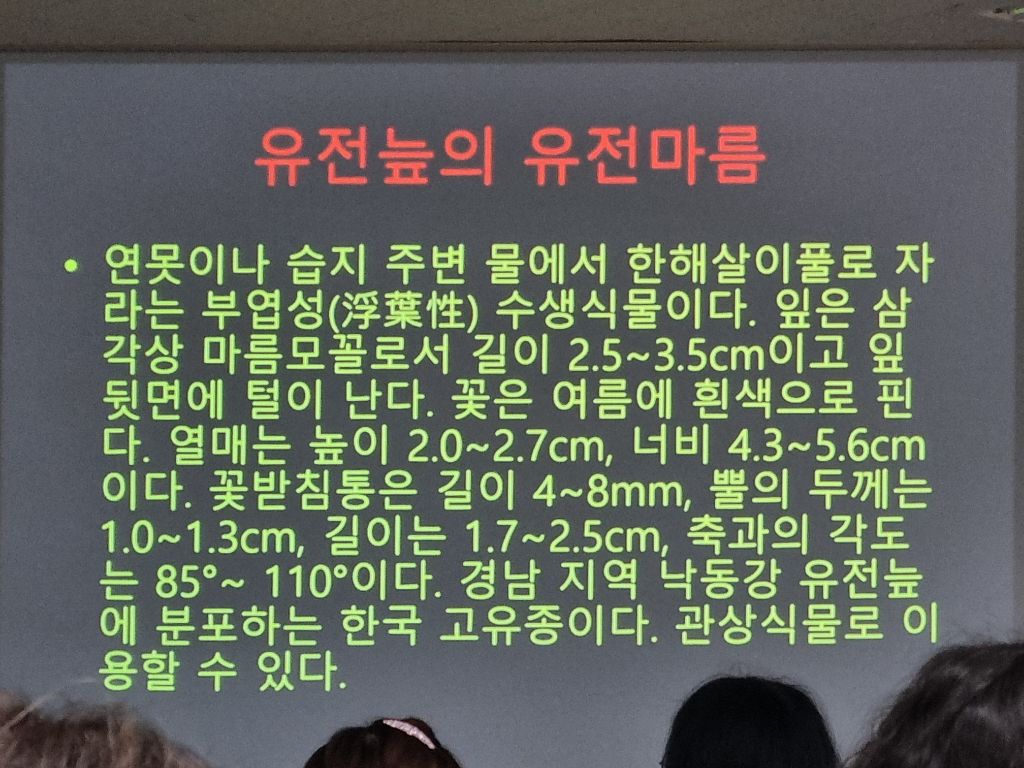 유전늪의 유전마름
• 연못이나 습지 주변 물에서 한해살이풀로 자
라는 부엽성(浮葉性) 수생식물이다. 잎은 삼
각상 마름모꼴로서 길이 2.5~3.5cm이고 잎
뒷면에 털이 난다. 꽃은 여름에 흰색으로 핀
다. 열매는 높이 2.0~2.7cm, 너비 4.3~5.6cm
이다. 꽃받침통은 길이 4~8mm, 뿔의 두께는
1.0~1.3cm, 길이는 1.7~2.5cm, 축과의 각도
는 85°~ 110°이다. 경남 지역 낙동강 유전늪
에 분포하는 한국 고유종이다. 관상식물로 이
용할 수 있다.